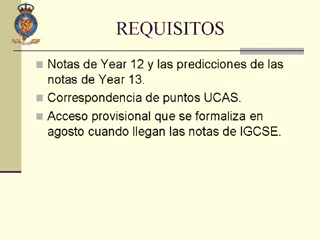 REQUISITOS
Notas de Year 12 y las predicciones de las
notas de Year 13.
Correspondencia de puntos UCAS.
Acceso provisional que se formaliza en
agosto cuando llegan las notas de IGCSE.